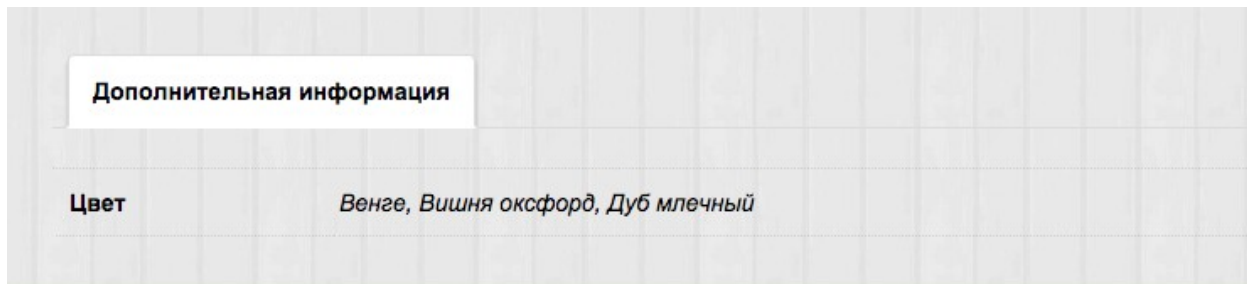 Дополнительная информация
Цвет Венге, Вишня оксфорд, Дуб млечный